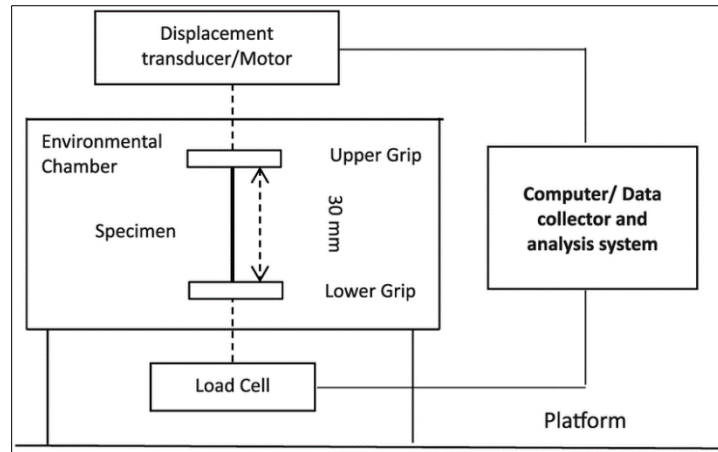 Displacement
transducer/Motor
Environmental
Chamber
Upper Grip
Specimen
30 mm
Lower Grip
Computer/ Data
collector and
analysis system
Load Cell
Platform